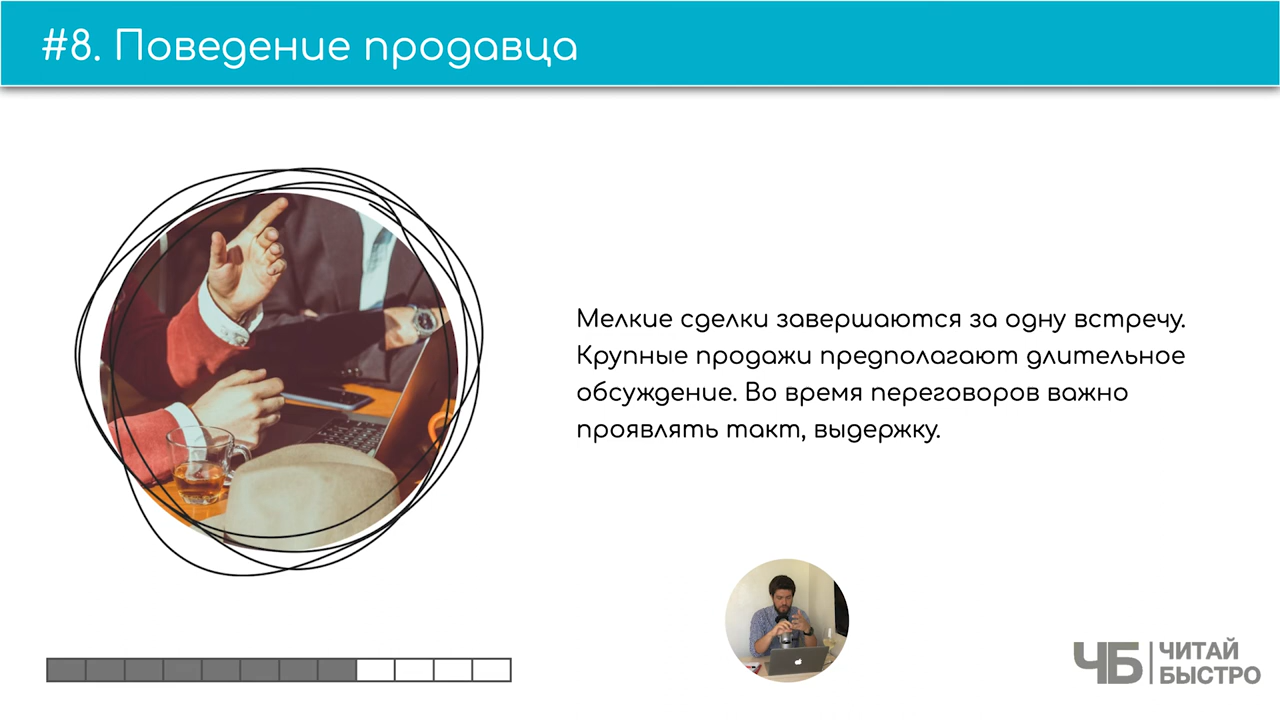 #8. Поведение продавца
Мелкие сделки завершаются за одну встречу.
Крупные продажи предполагают длительное
обсуждение. Во время переговоров важно
проявлять такт, выдержку.
ЧБ
ЧИТАЙ
БЫСТРО